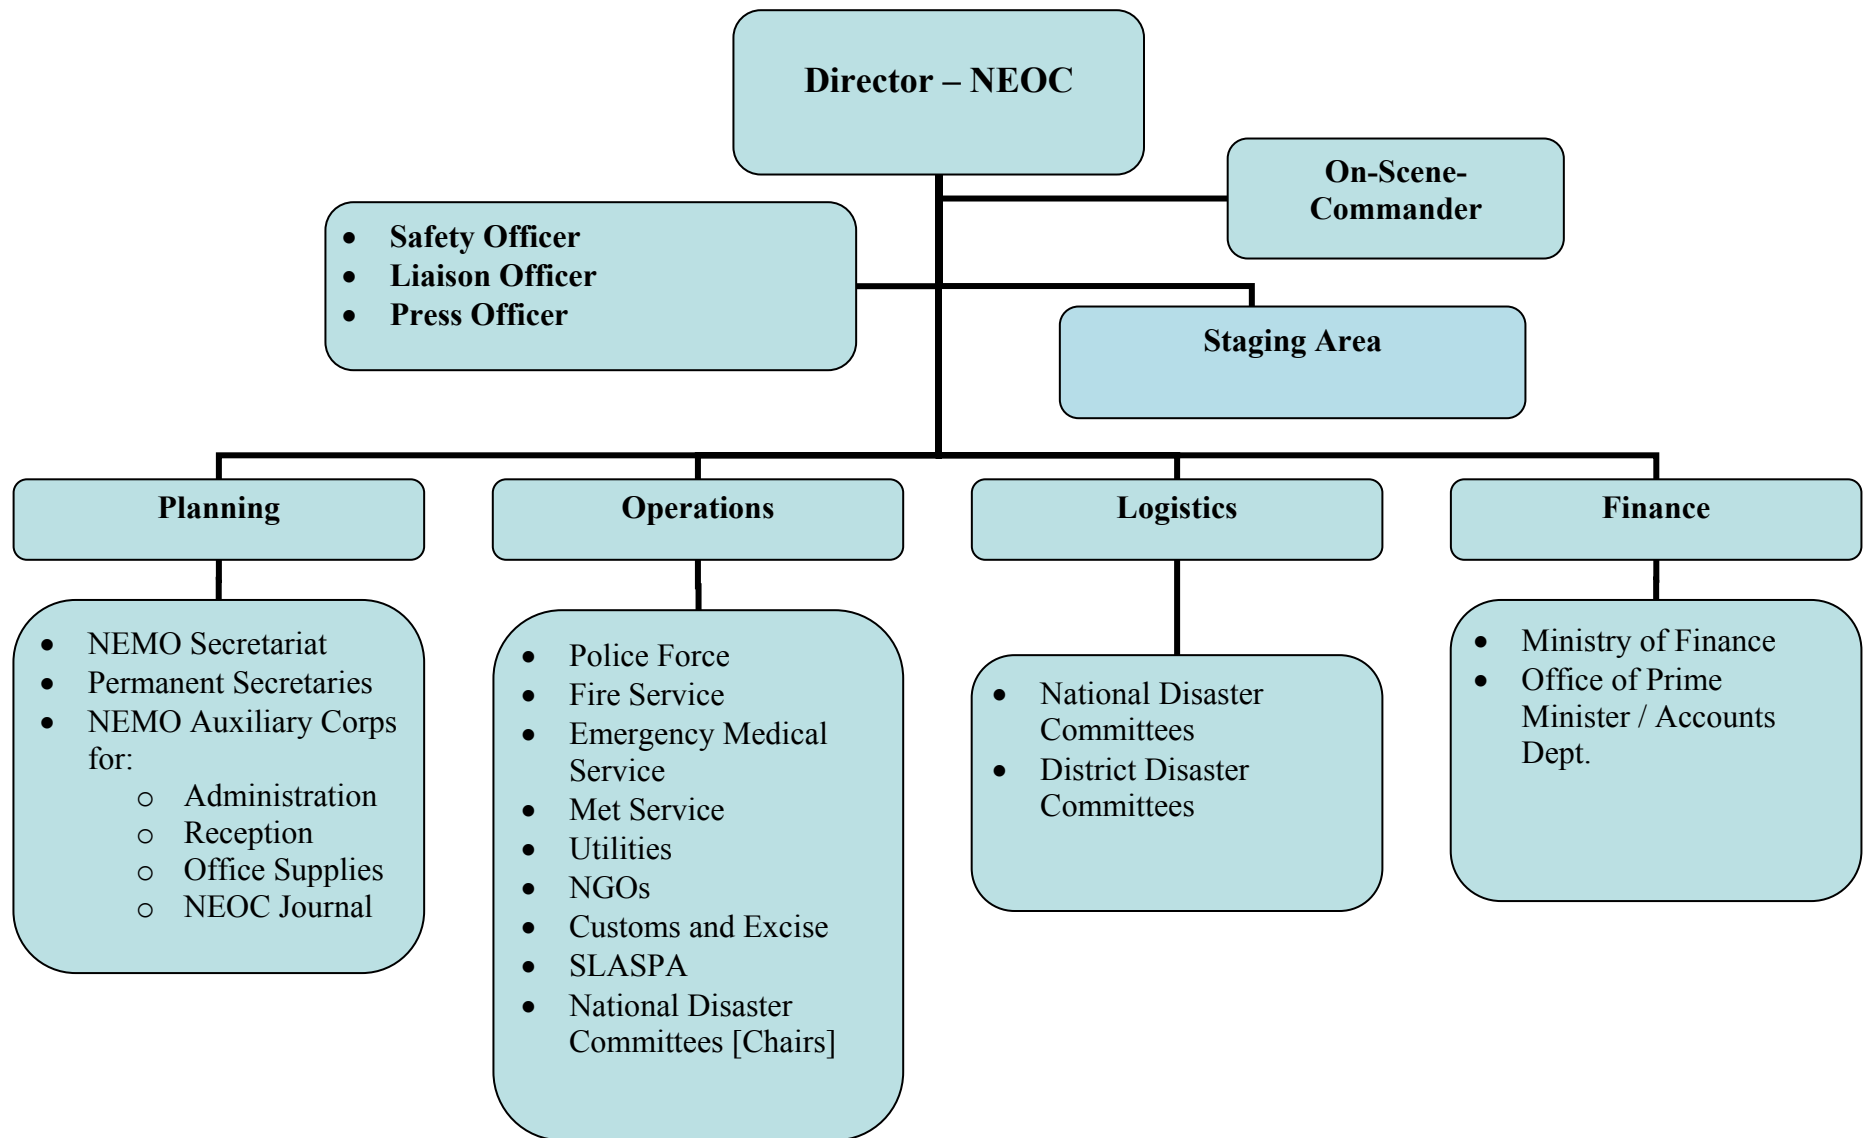 Director – NEOC
On-Scene-
Commander
• Safety Officer
• Liaison Officer
• Press Officer
Staging Area
Planning
Operations
Logistics
Finance
• NEMO Secretariat
• Permanent Secretaries
• NEMO Auxiliary Corps
for:
o Administration
o Reception
o Office Supplies
o NEOC Journal
• Police Force
• Fire Service
• Emergency Medical
Service
• Met Service
• Utilities
• NGOs
• Customs and Excise
• SLASPA
• National Disaster
Committees [Chairs]
• National Disaster
Committees
• District Disaster
Committees
• Ministry of Finance
• Office of Prime
Minister / Accounts
Dept.